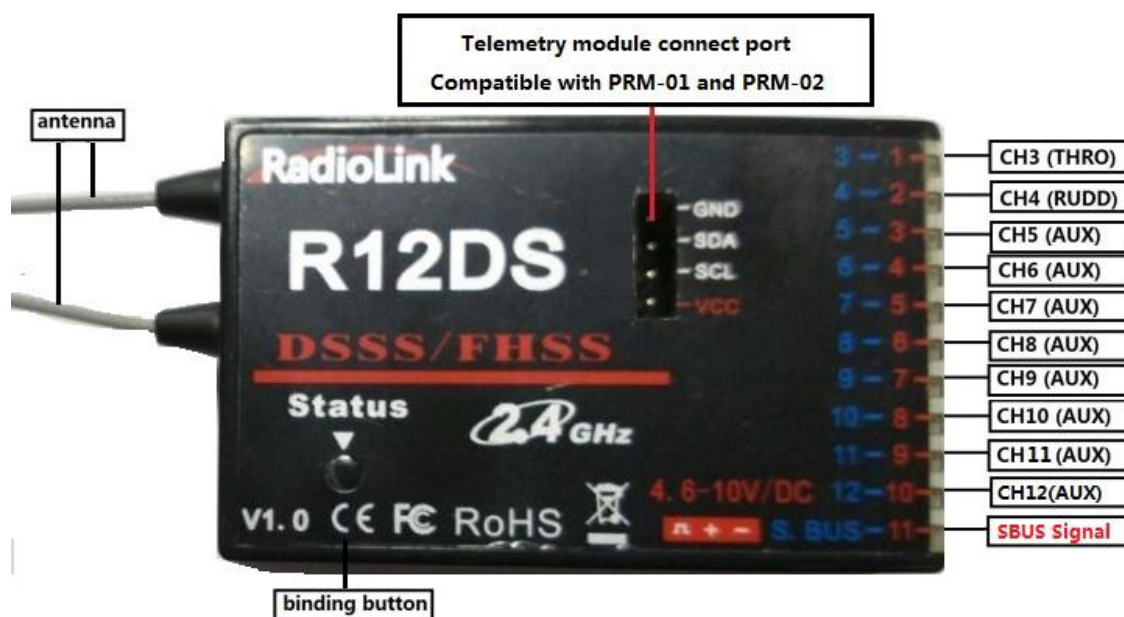 Telemetry module connect port
Compatible with PRM-01 and PRM-02
antenna
RadioLink
R12DS
DSSS/FHSS
Status
2.4 GHz
V1.0 CE FC RoHS
GND
SDA
SCL
VCC
3 - 1
4 - 2
5 - 3
6 - 4
7 - 5
8 - 6
9 - 7
10 - 8
11 - 9
4.6-10V/DC 12-10
+ - S.BUS-11
CH3 (THRO)
CH4 (RUDD)
CH5 (AUX)
CH6 (AUX)
CH7 (AUX)
CH8 (AUX)
CH9 (AUX)
CH10 (AUX)
CH11 (AUX)
CH12(AUX)
SBUS Signal
binding button